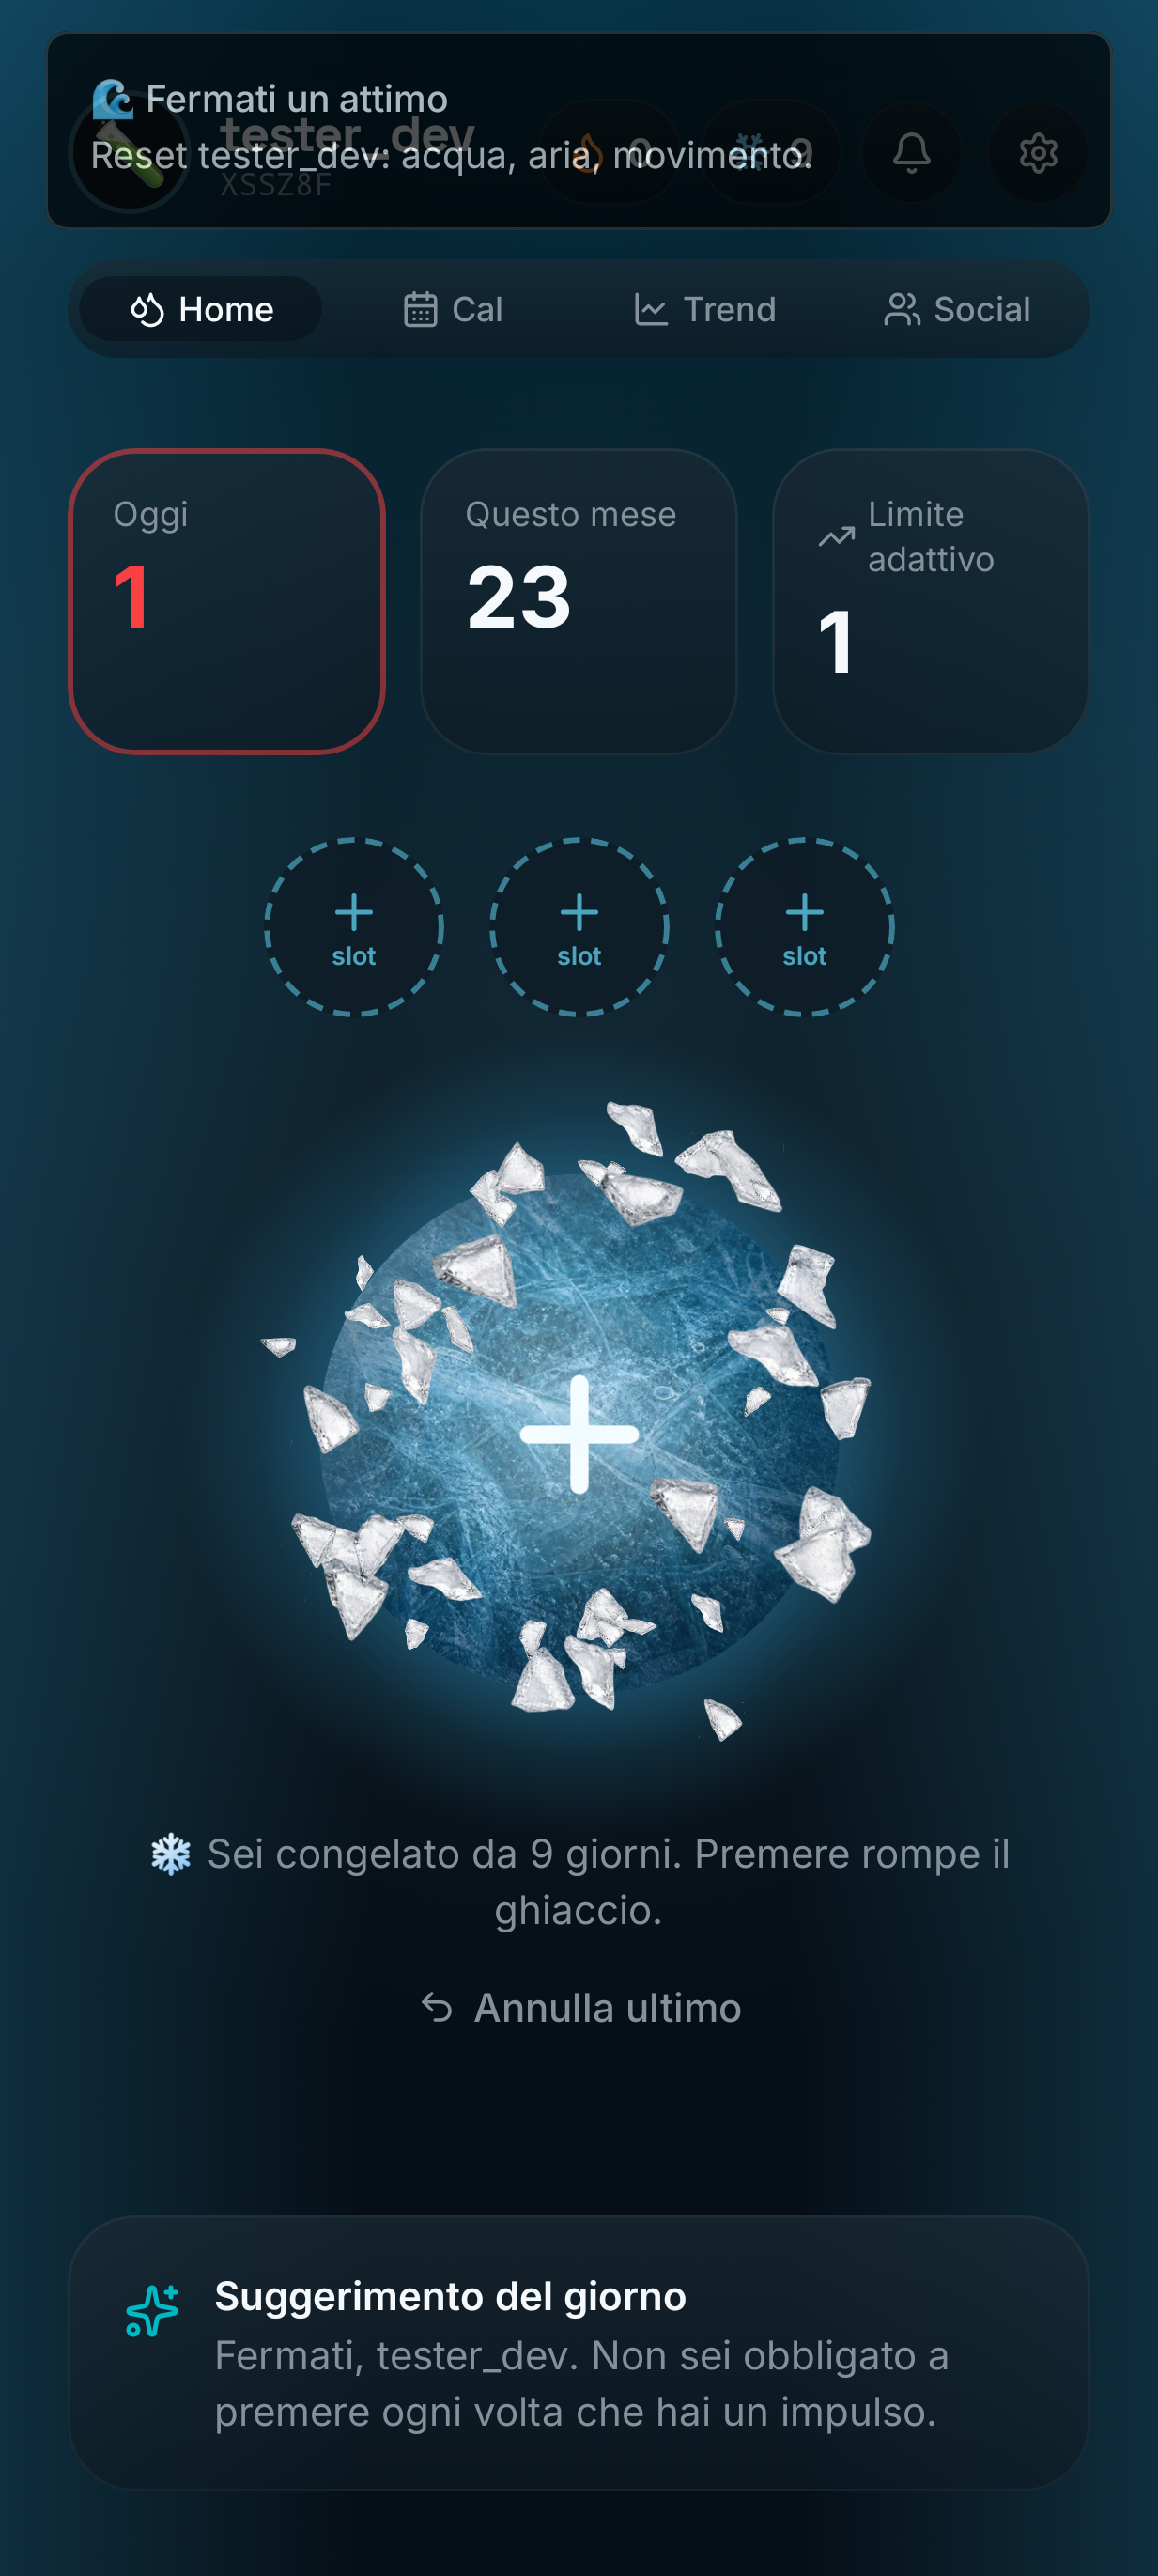 🌊 Fermati un attimo
tester_dev
Reset tester_dev: acqua, aria, movimento.
0
9
XSSZ8F
Home
Cal
Trend
Social
Oggi
1
Questo mese
23
Limite
adattivo
1
slot
slot
slot
❄️ Sei congelato da 9 giorni. Premere rompe il
ghiaccio.
Annulla ultimo
Suggerimento del giorno
Fermati, tester_dev. Non sei obbligato a
premere ogni volta che hai un impulso.